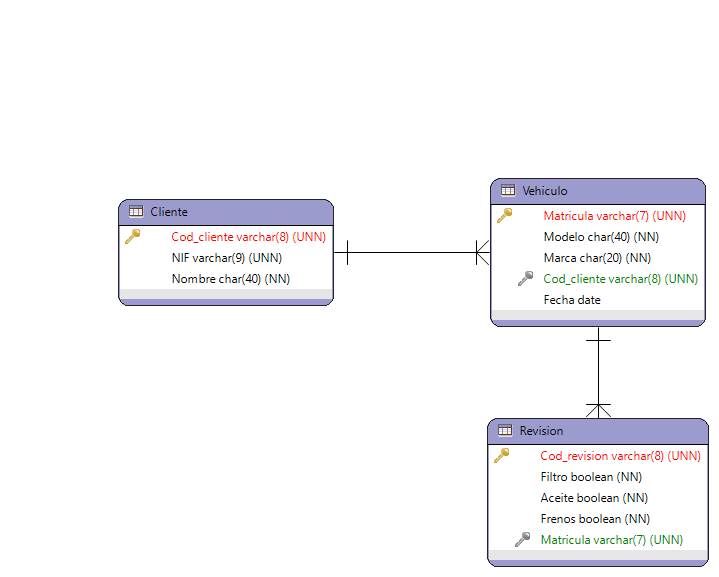 Cliente
Cod_cliente varchar(8) (UNN)
NIF varchar(9) (UNN)
Nombre char(40) (NN)
Vehiculo
Matricula varchar(7) (UNN)
Modelo char(40) (NN)
Marca char(20) (NN)
Cod_cliente varchar(8) (UNN)
Fecha date
Revision
Cod_revision varchar(8) (UNN)
Filtro boolean (NN)
Aceite boolean (NN)
Frenos boolean (NN)
Matricula varchar(7) (UNN)